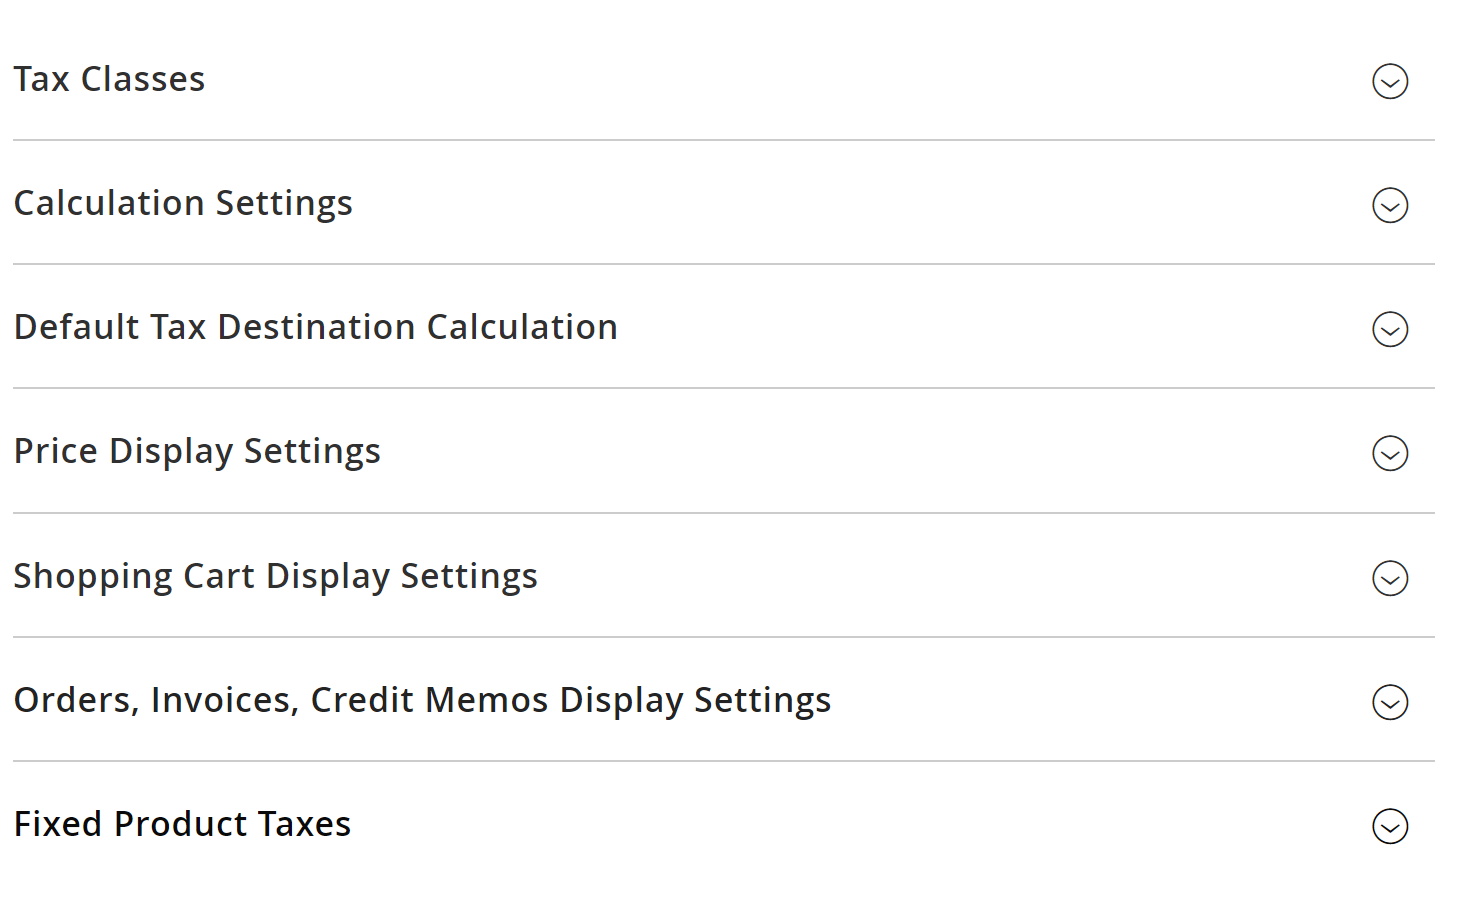 Tax Classes
Calculation Settings
Default Tax Destination Calculation
Price Display Settings
Shopping Cart Display Settings
Orders, Invoices, Credit Memos Display Settings
Fixed Product Taxes